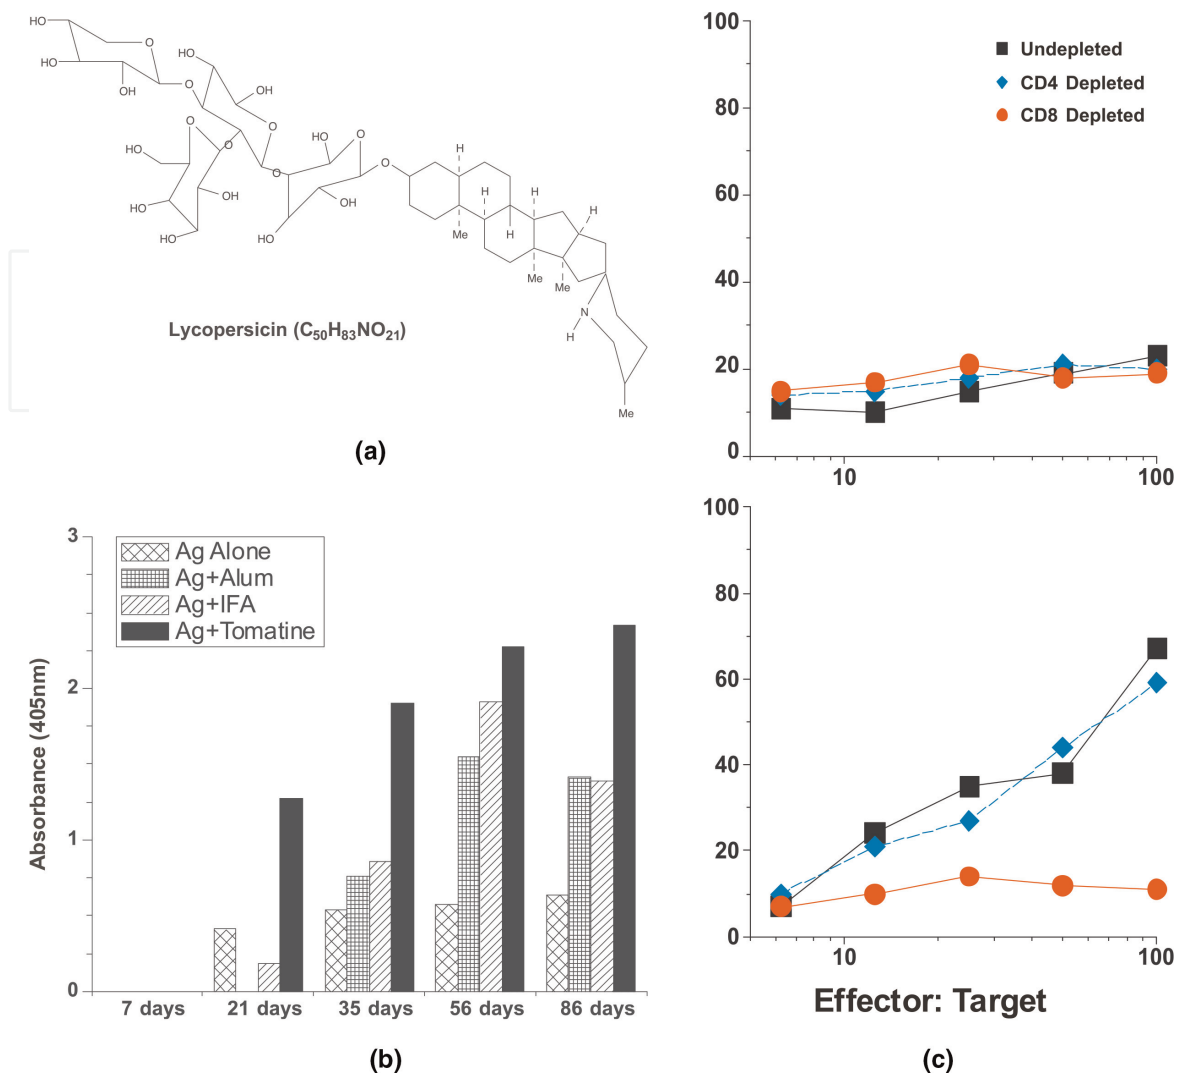 HO
O
HO
HO
OH
O
HO
OH
OH
O
O
O
HO
HO
HO
OH
O
O
HO
O
OH
HO
O
H
H
H
H
H
Me
Me
Me
N
H
Me
Lycopersicin (C₅₀H₈₃NO₂₁)
(a)
3
2
1
0
Absorbance (405nm)
Ag Alone
Ag+Alum
Ag+IFA
Ag+Tomatine
7 days
21 days
35 days
56 days
86 days
(b)
100
80
60
40
20
0
Undepleted
CD4 Depleted
CD8 Depleted
10
100
100
80
60
40
20
0
10
100
Effector: Target
(c)